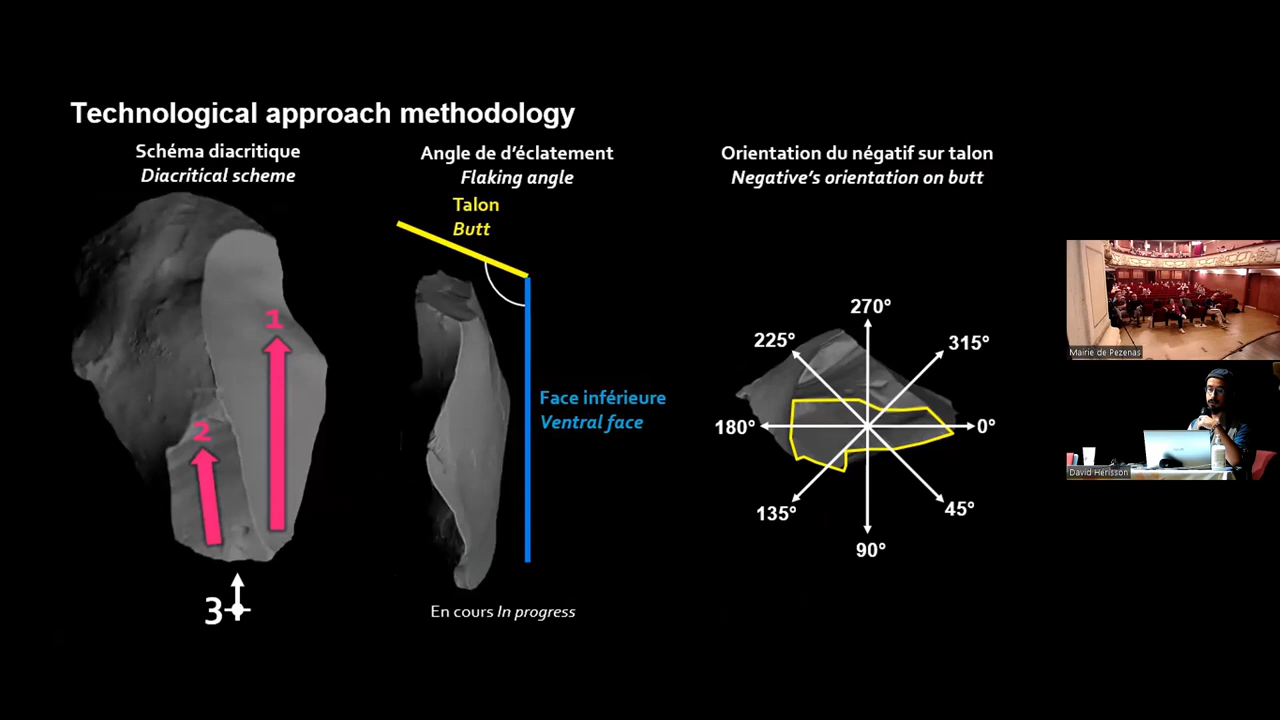 Technological approach methodology
Schéma diacritique
Diacritical scheme
1
2
3
Angle de d'éclatement
Flaking angle
Talon
Butt
Face inférieure
Ventral face
En cours In progress
Orientation du négatif sur talon
Negative's orientation on butt
270°
225°
315°
180°
0°
135°
45°
90°
Mairie de Pezenas
David Hérisson